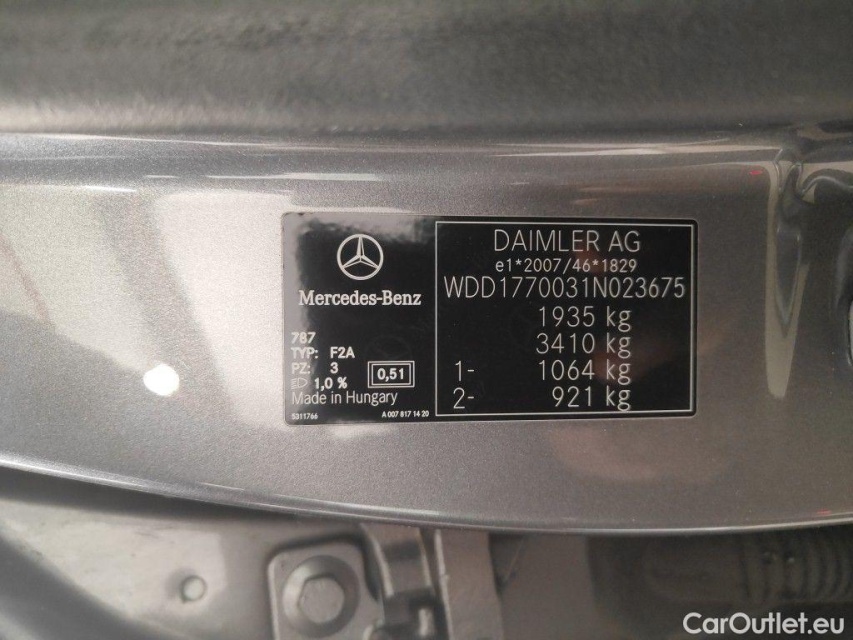 DAIMLER AG
e1*2007/46*1829
WDD1770031N023675
1935 kg
3410 kg
1- 1064 kg
2- 921 kg
Mercedes-Benz
787
TYP: F2A
PZ: 3
0,51
1,0 %
Made in Hungary
5311766
A 007 817 14 20
CarOutlet.eu